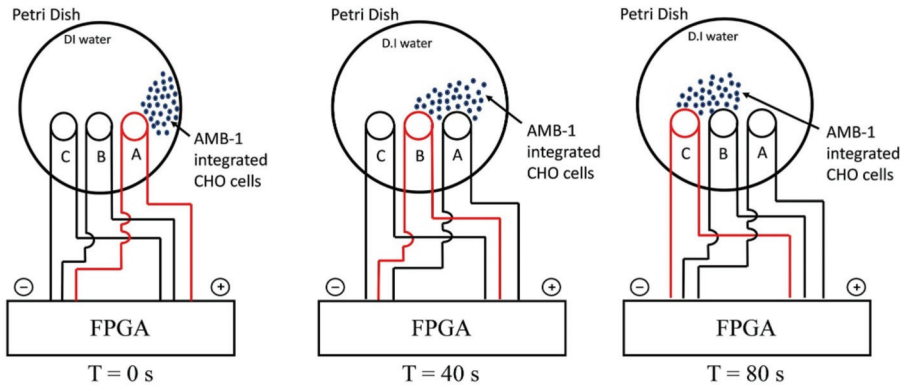 Petri Dish
DI water
C B A
AMB-1
integrated
CHO cells
− +
FPGA
T = 0 s
Petri Dish
D.I water
C B A
AMB-1
integrated
CHO cells
− +
FPGA
T = 40 s
Petri Dish
D.I water
C B A
AMB-1
integrated
CHO cells
− +
FPGA
T = 80 s